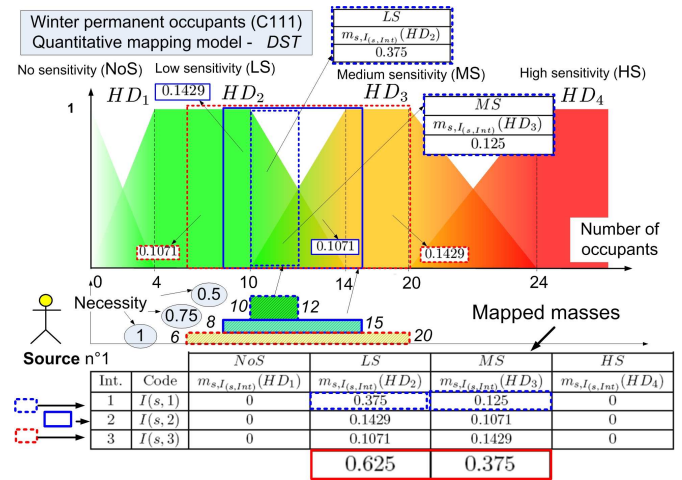 Winter permanent occupants (C111)
Quantitative mapping model - DST
LS
m_{s,I_{(s,Int)}}(HD_2)
0.375
No sensitivity (NoS)
Low sensitivity (LS)
Medium sensitivity (MS)
High sensitivity (HS)
HD_1
0.1429
HD_2
HD_3
HD_4
1
MS
m_{s,I_{(s,Int)}}(HD_3)
0.125
0.1071
0.1071
0.1429
Number of
occupants
0 4 10 14 20 24
Necessity
0.5
0.75
1
10 12
8 15
6 20
Mapped masses
Source n°1
NoS LS MS HS
Int. Code m_{s,I_{(s,Int)}}(HD_1) m_{s,I_{(s,Int)}}(HD_2) m_{s,I_{(s,Int)}}(HD_3) m_{s,I_{(s,Int)}}(HD_4)
1 I(s,1) 0 0.375 0.125 0
2 I(s,2) 0 0.1429 0.1071 0
3 I(s,3) 0 0.1071 0.1429 0
0.625 0.375